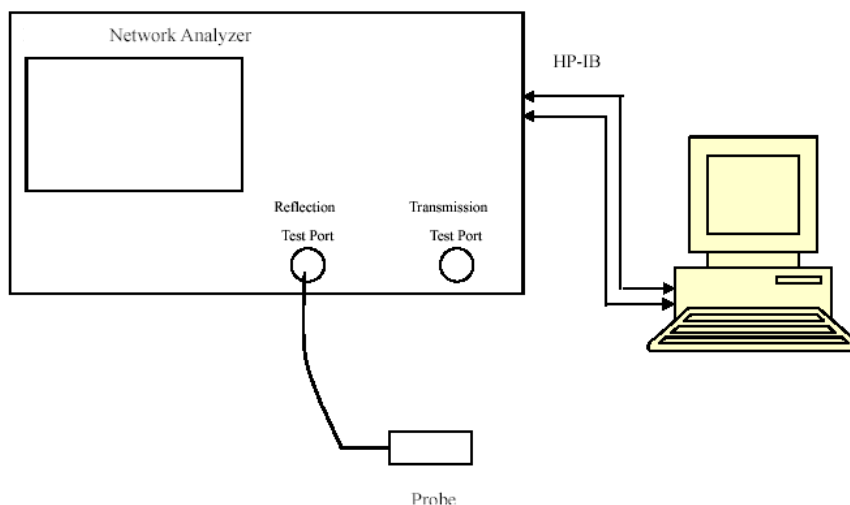 Network Analyzer
HP-IB
Reflection
Test Port
Transmission
Test Port
Probe